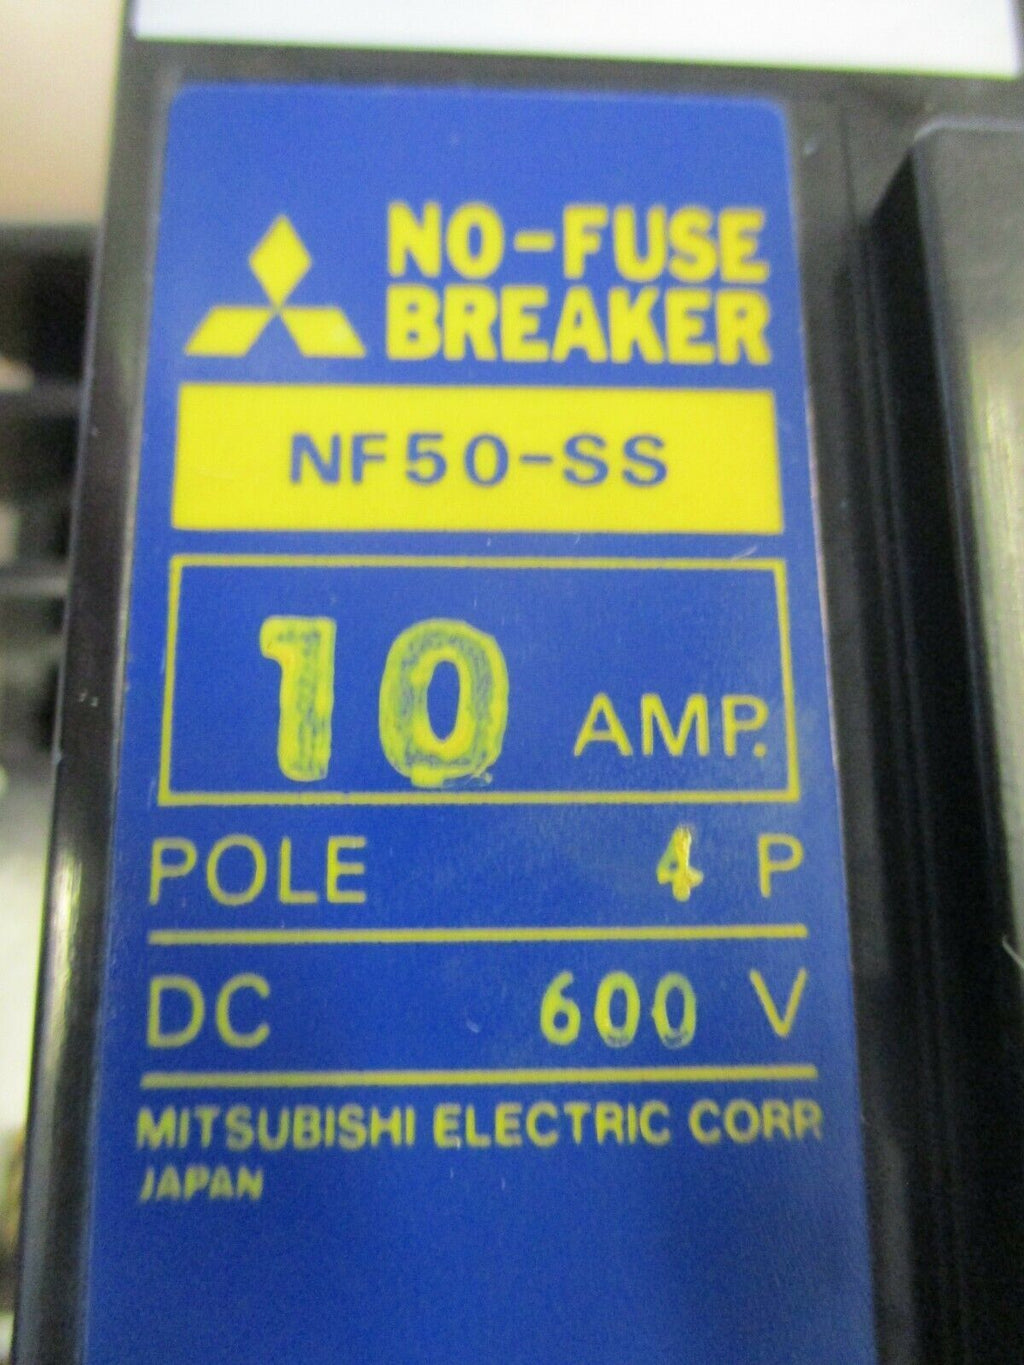 NO-FUSE
BREAKER
NF50-SS
10 AMP.
POLE 4 P
DC 600 V
MITSUBISHI ELECTRIC CORP.
JAPAN